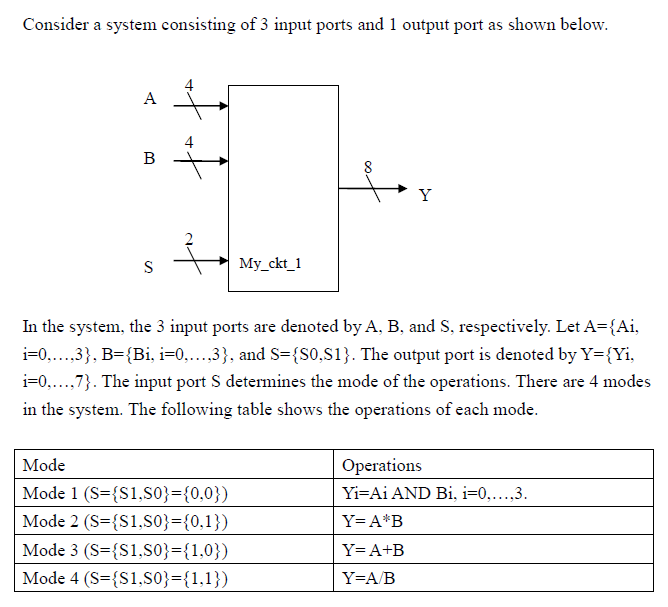 Consider a system consisting of 3 input ports and 1 output port as shown below.
4
A
4
B
8
Y
2
S
My_ckt_1
In the system, the 3 input ports are denoted by A, B, and S, respectively. Let A={Ai,
i=0,…,3}, B={Bi, i=0,…,3}, and S={S0,S1}. The output port is denoted by Y={Yi,
i=0,…,7}. The input port S determines the mode of the operations. There are 4 modes
in the system. The following table shows the operations of each mode.
Mode Operations
Mode 1 (S={S1,S0}={0,0}) Yi=Ai AND Bi, i=0,…,3.
Mode 2 (S={S1,S0}={0,1}) Y= A*B
Mode 3 (S={S1,S0}={1,0}) Y= A+B
Mode 4 (S={S1,S0}={1,1}) Y=A/B